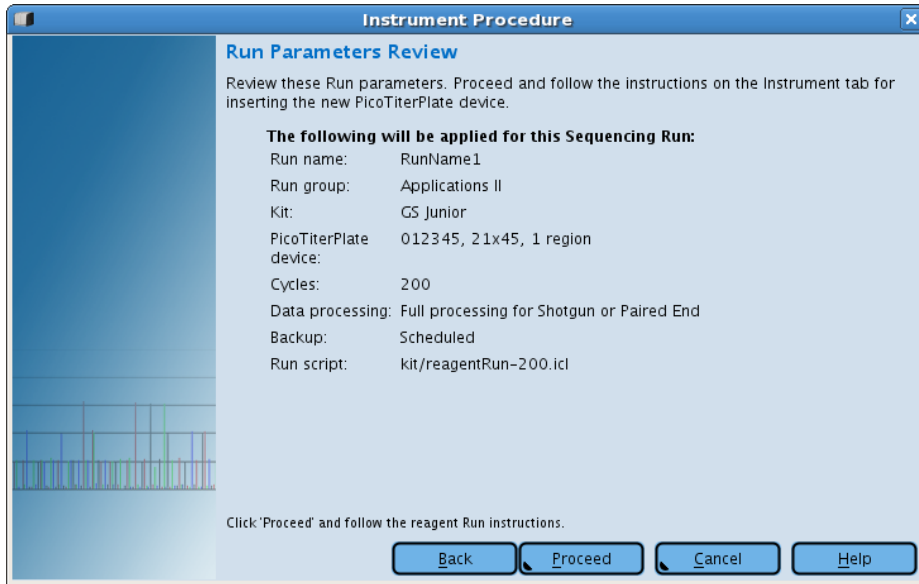 Instrument Procedure
Run Parameters Review
Review these Run parameters. Proceed and follow the instructions on the Instrument tab for
inserting the new PicoTiterPlate device.
The following will be applied for this Sequencing Run:
Run name: RunName1
Run group: Applications II
Kit: GS Junior
PicoTiterPlate device: 012345, 21x45, 1 region
Cycles: 200
Data processing: Full processing for Shotgun or Paired End
Backup: Scheduled
Run script: kit/reagentRun-200.icl
Click 'Proceed' and follow the reagent Run instructions.
Back Proceed Cancel Help